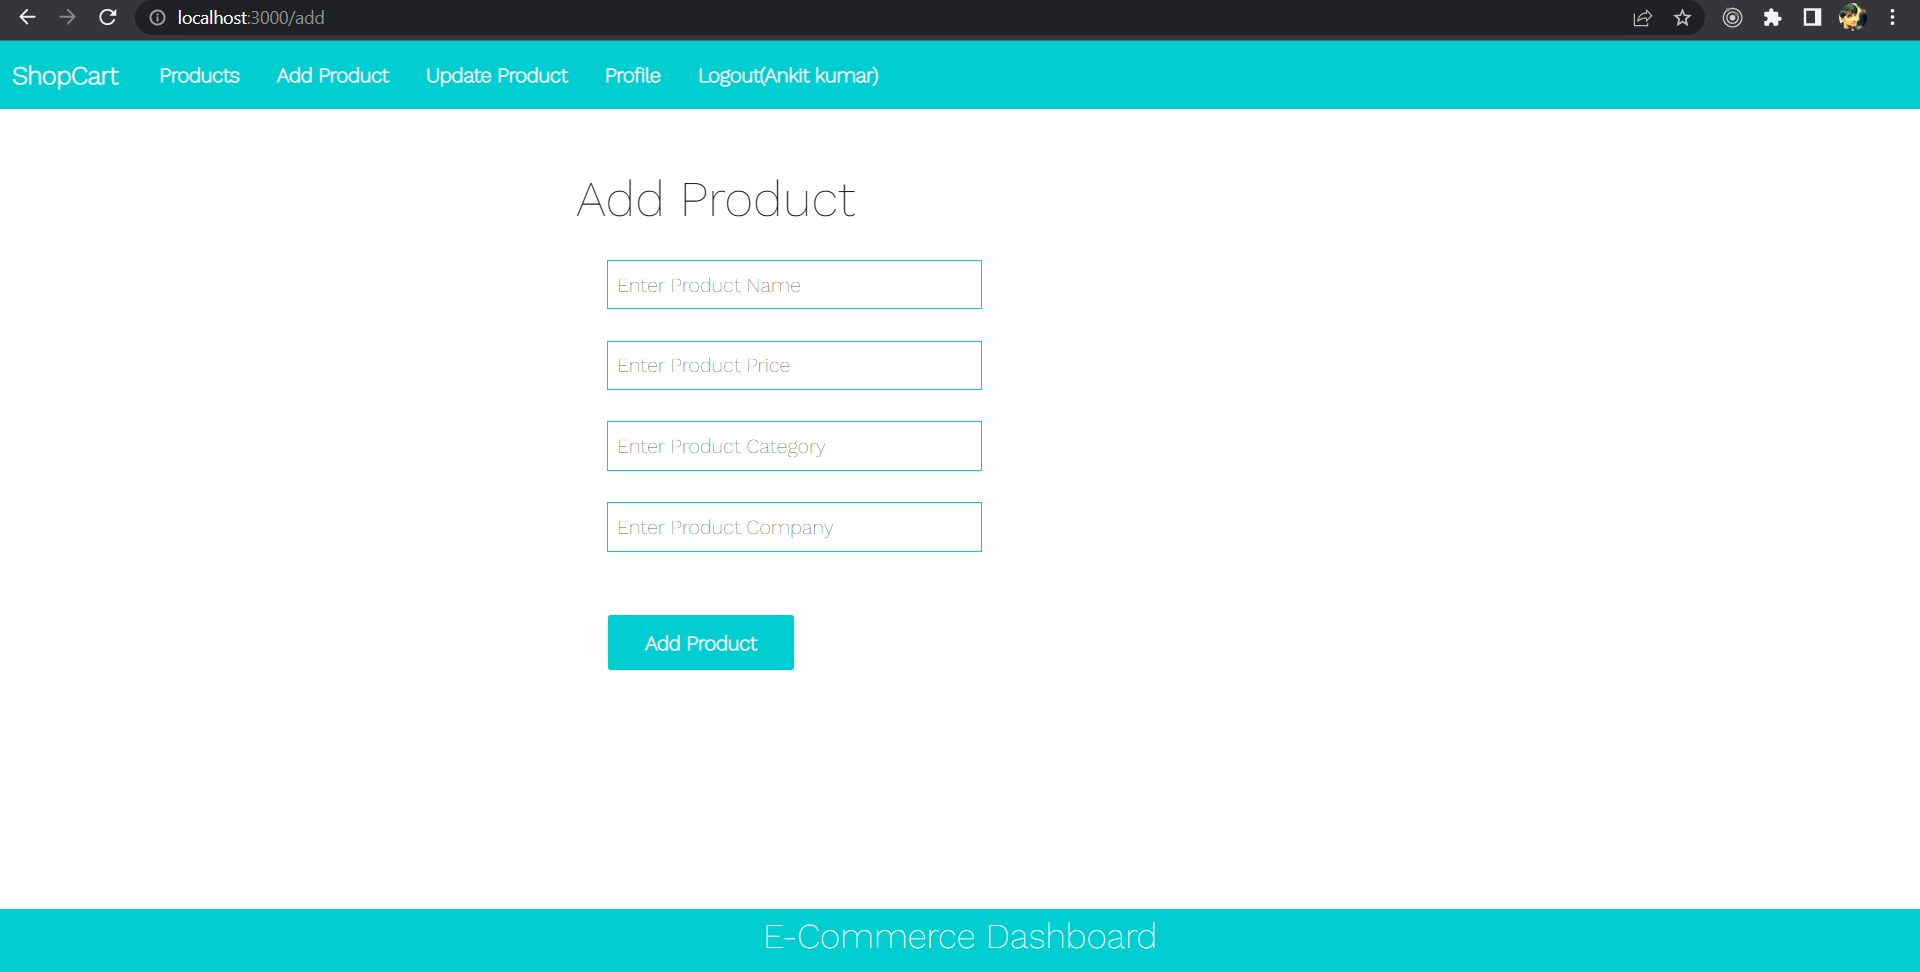 localhost:3000/add
ShopCart Products Add Product Update Product Profile Logout(Ankit kumar)
Add Product
Enter Product Name
Enter Product Price
Enter Product Category
Enter Product Company
Add Product
E-Commerce Dashboard